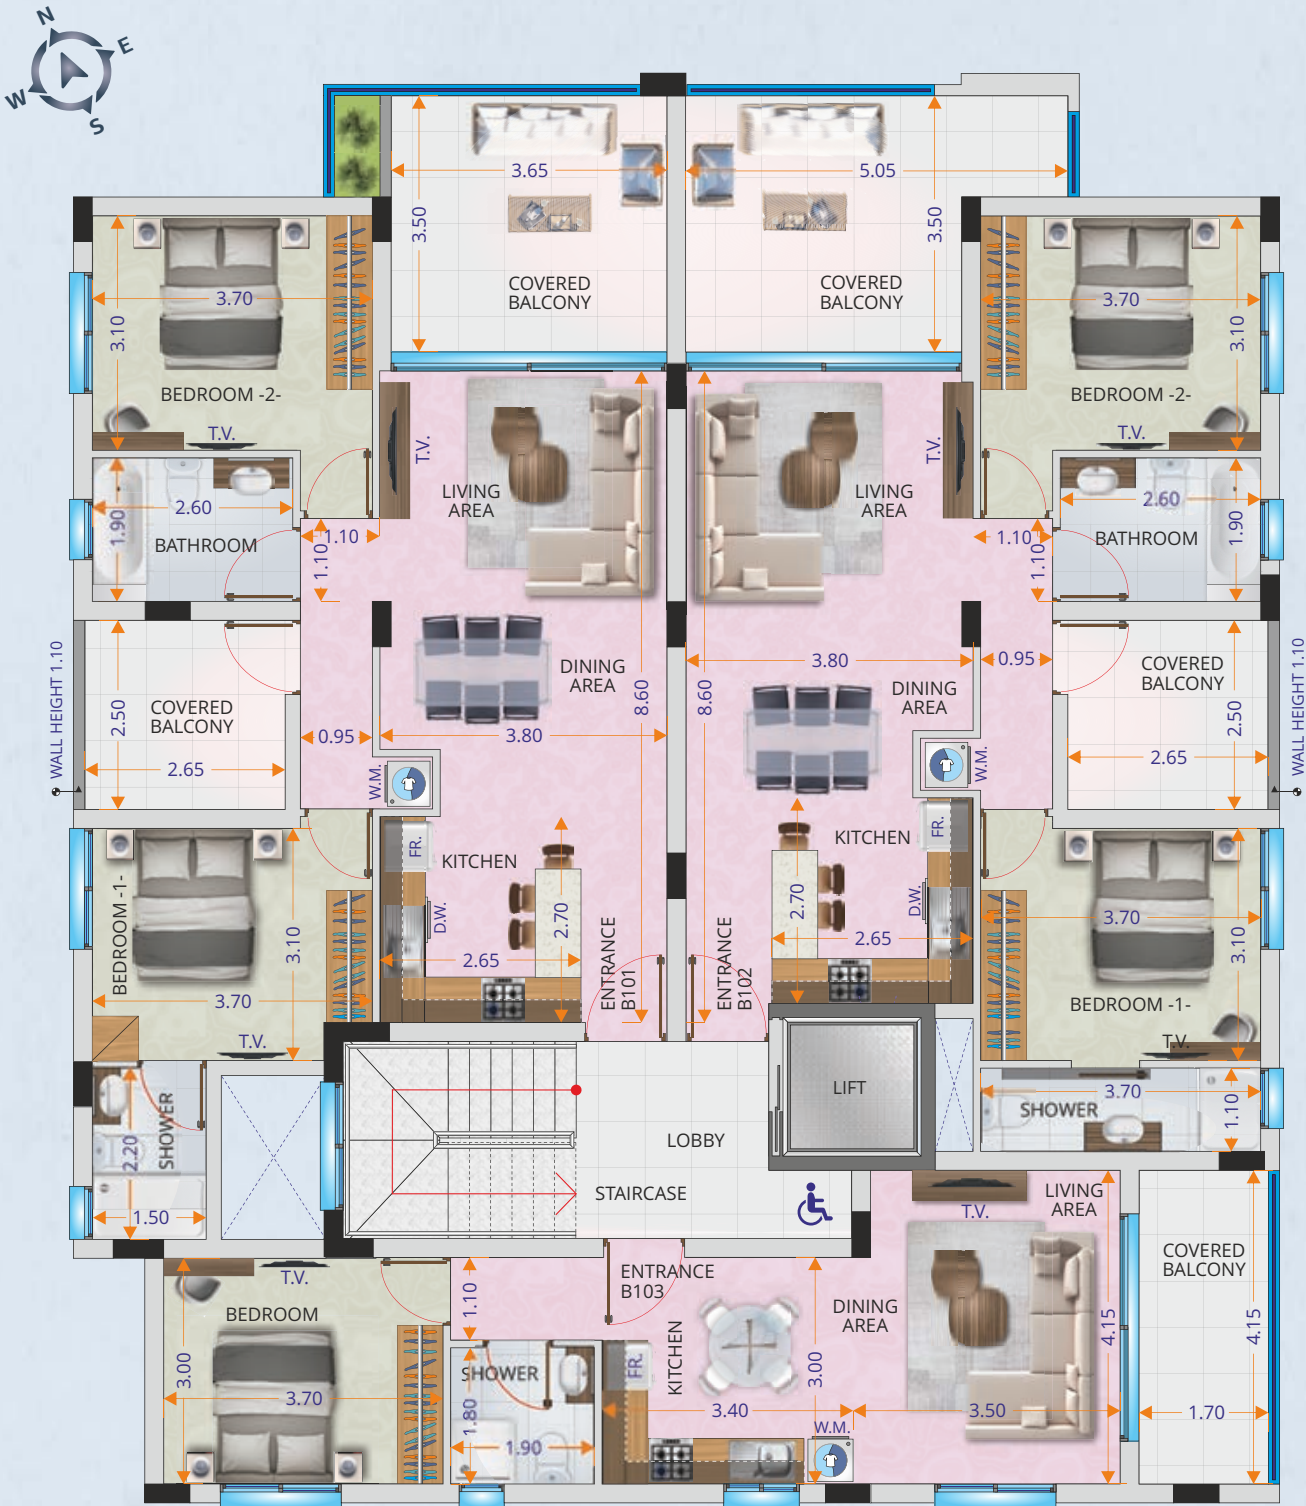 N
E
W
S
3.65
5.05
3.50
3.50
COVERED
BALCONY
COVERED
BALCONY
3.70
3.10
BEDROOM -2-
T.V.
3.70
3.10
BEDROOM -2-
T.V.
T.V.
LIVING
AREA
T.V.
LIVING
AREA
2.60
1.90
BATHROOM
1.10
1.10
2.60
1.90
BATHROOM
1.10
1.10
WALL HEIGHT 1.10
2.50
COVERED
BALCONY
2.65
0.95
DINING
AREA
8.60
3.80
8.60
3.80
DINING
AREA
0.95
COVERED
BALCONY
2.50
2.65
WALL HEIGHT 1.10
W.M.
W.M.
FR.
KITCHEN
D.W.
2.70
2.65
ENTRANCE
B101
KITCHEN
FR.
D.W.
2.70
2.65
ENTRANCE
B102
BEDROOM -1-
3.10
3.70
T.V.
3.70
3.10
BEDROOM -1-
T.V.
SHOWER
2.20
1.50
LIFT
LOBBY
STAIRCASE
3.70
SHOWER
1.10
T.V.
LIVING
AREA
COVERED
BALCONY
4.15
4.15
1.70
T.V.
BEDROOM
3.00
3.70
1.10
ENTRANCE
B103
DINING
AREA
SHOWER
1.80
1.90
FR.
KITCHEN
3.00
3.40
3.50
W.M.